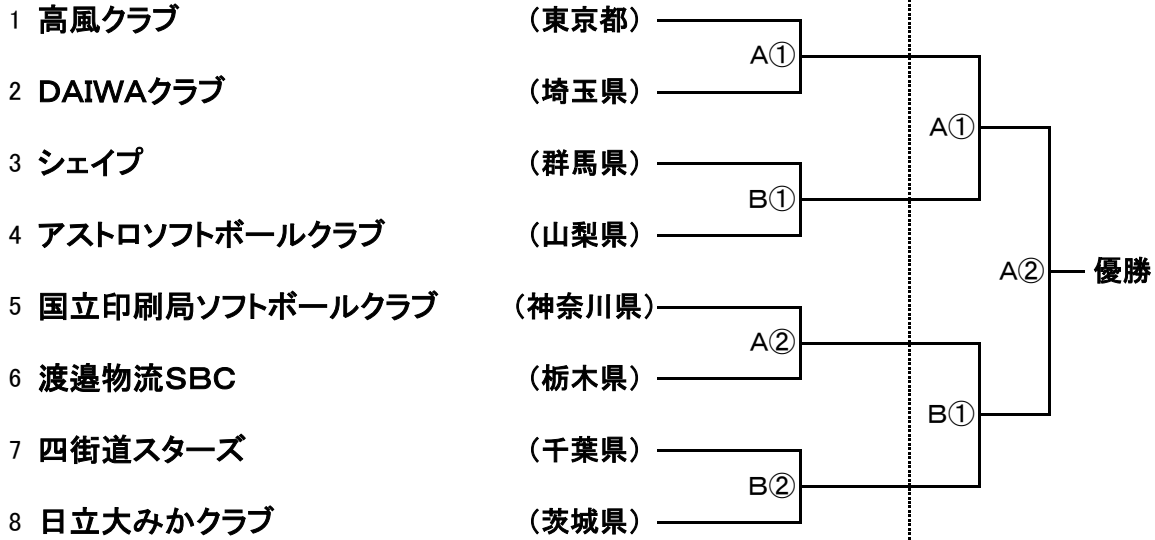 1 高風クラブ （東京都）
A①
2 DAIWAクラブ （埼玉県）
A①
3 シェイプ （群馬県）
B①
4 アストロソフトボールクラブ （山梨県）
A② 優勝
5 国立印刷局ソフトボールクラブ （神奈川県）
A②
6 渡邉物流SBC （栃木県）
B①
7 四街道スターズ （千葉県）
B②
8 日立大みかクラブ （茨城県）